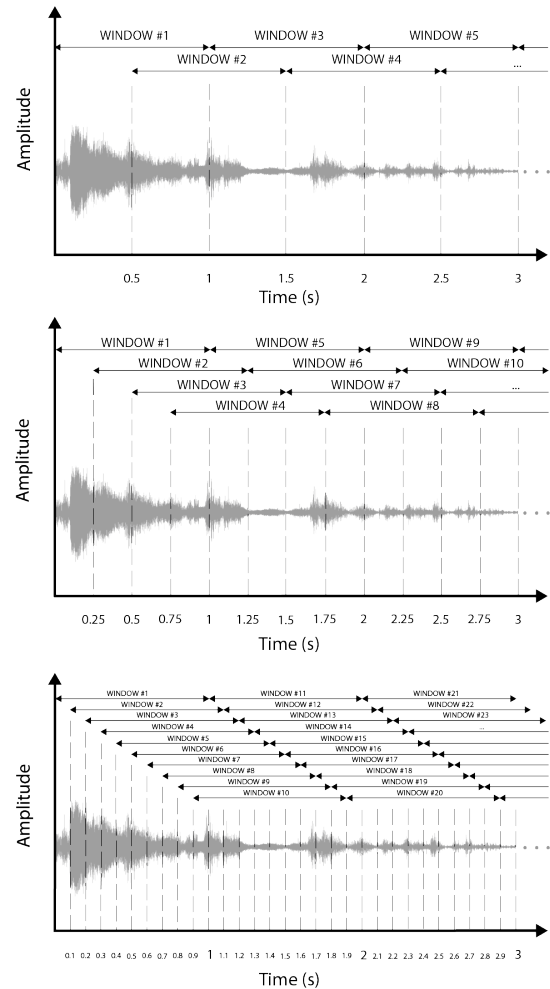 WINDOW #1 WINDOW #3 WINDOW #5
WINDOW #2 WINDOW #4 ...
Amplitude
0.5 1 1.5 2 2.5 3
Time (s)
WINDOW #1 WINDOW #5 WINDOW #9
WINDOW #2 WINDOW #6 WINDOW #10
WINDOW #3 WINDOW #7 ...
WINDOW #4 WINDOW #8
Amplitude
0.25 0.5 0.75 1 1.25 1.5 1.75 2 2.25 2.5 2.75 3
Time (s)
WINDOW #1 WINDOW #11 WINDOW #21
WINDOW #2 WINDOW #12 WINDOW #22
WINDOW #3 WINDOW #13 WINDOW #23
WINDOW #4 WINDOW #14 ...
WINDOW #5 WINDOW #15
WINDOW #6 WINDOW #16
WINDOW #7 WINDOW #17
WINDOW #8 WINDOW #18
WINDOW #9 WINDOW #19
WINDOW #10 WINDOW #20
Amplitude
0.1 0.2 0.3 0.4 0.5 0.6 0.7 0.8 0.9 1 1.1 1.2 1.3 1.4 1.5 1.6 1.7 1.8 1.9 2 2.1 2.2 2.3 2.4 2.5 2.6 2.7 2.8 2.9 3
Time (s)